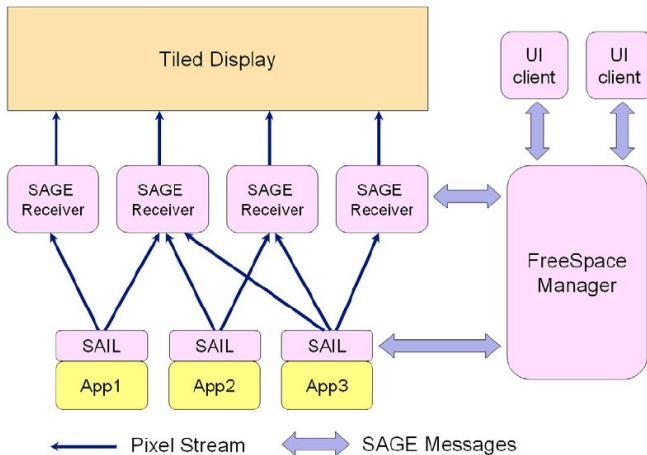 Tiled Display
UI
client
UI
client
SAGE
Receiver
SAGE
Receiver
SAGE
Receiver
SAGE
Receiver
FreeSpace
Manager
SAIL
SAIL
SAIL
App1
App2
App3
Pixel Stream
SAGE Messages